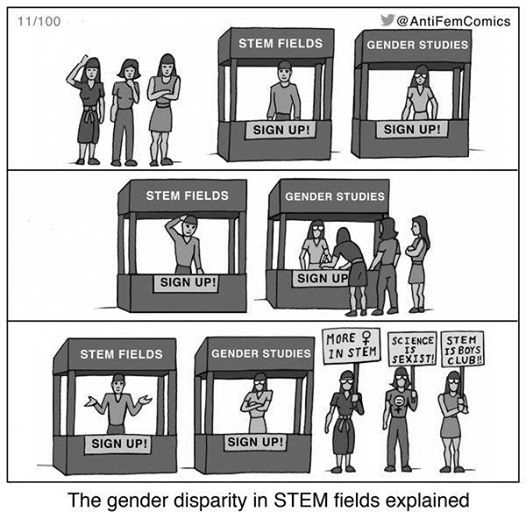 11/100
@AntiFemComics
STEM FIELDS
GENDER STUDIES
SIGN UP!
SIGN UP!
STEM FIELDS
GENDER STUDIES
SIGN UP!
SIGN UP
STEM FIELDS
GENDER STUDIES
MORE ♀
IN STEM
SCIENCE
IS
SEXIST!
STEM
IS BOYS
CLUB!!
SIGN UP!
SIGN UP!
The gender disparity in STEM fields explained